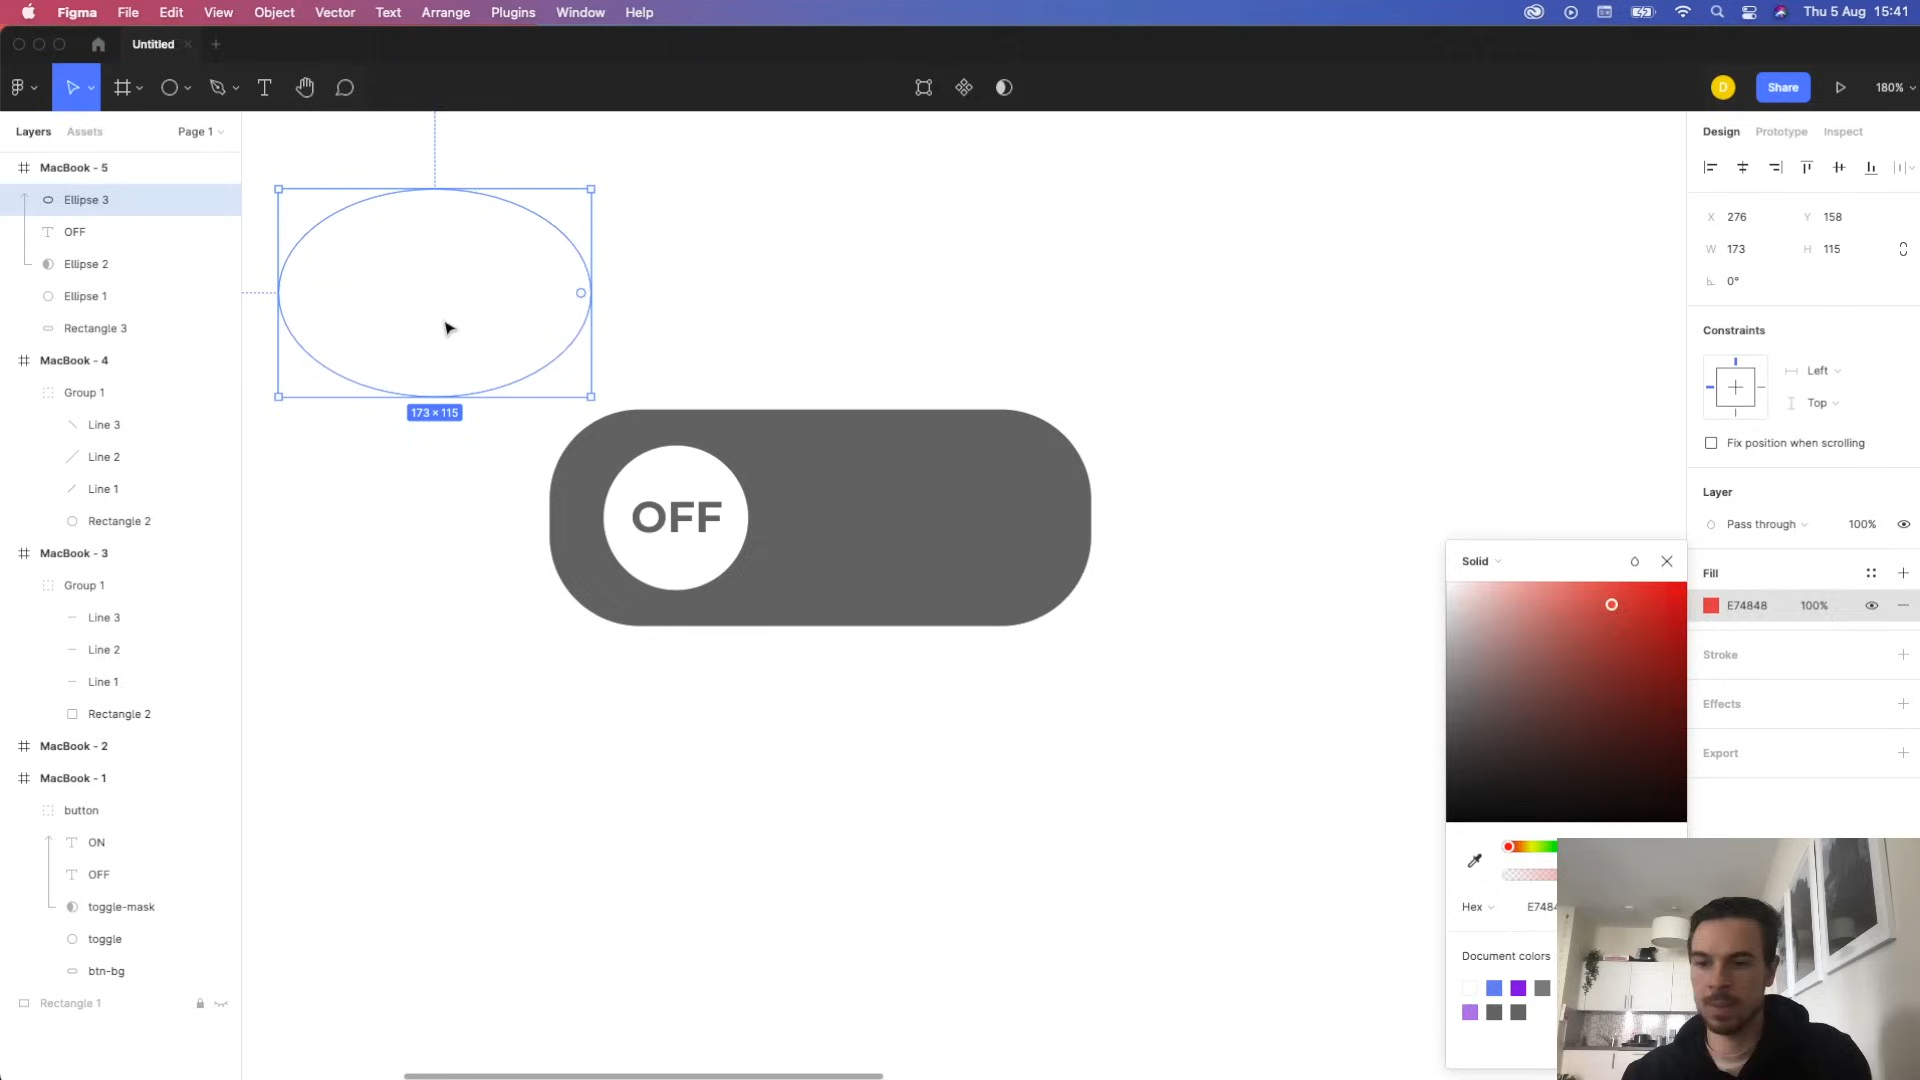 Figma File Edit View Object Vector Text Arrange Plugins Window Help Thu 5 Aug 15:41
Untitled
D Share 180%
Layers Assets Page 1
MacBook - 5
Ellipse 3
OFF
Ellipse 2
Ellipse 1
Rectangle 3
MacBook - 4
Group 1
Line 3
Line 2
Line 1
Rectangle 2
MacBook - 3
Group 1
Line 3
Line 2
Line 1
Rectangle 2
MacBook - 2
MacBook - 1
button
ON
OFF
toggle-mask
toggle
btn-bg
Rectangle 1
173 × 115
OFF
Design Prototype Inspect
X 276 Y 158
W 173 H 115
0°
Constraints
Left
Top
Fix position when scrolling
Layer
Pass through 100%
Fill
E74848 100%
Stroke
Effects
Export
Solid
Hex E7484
Document colors